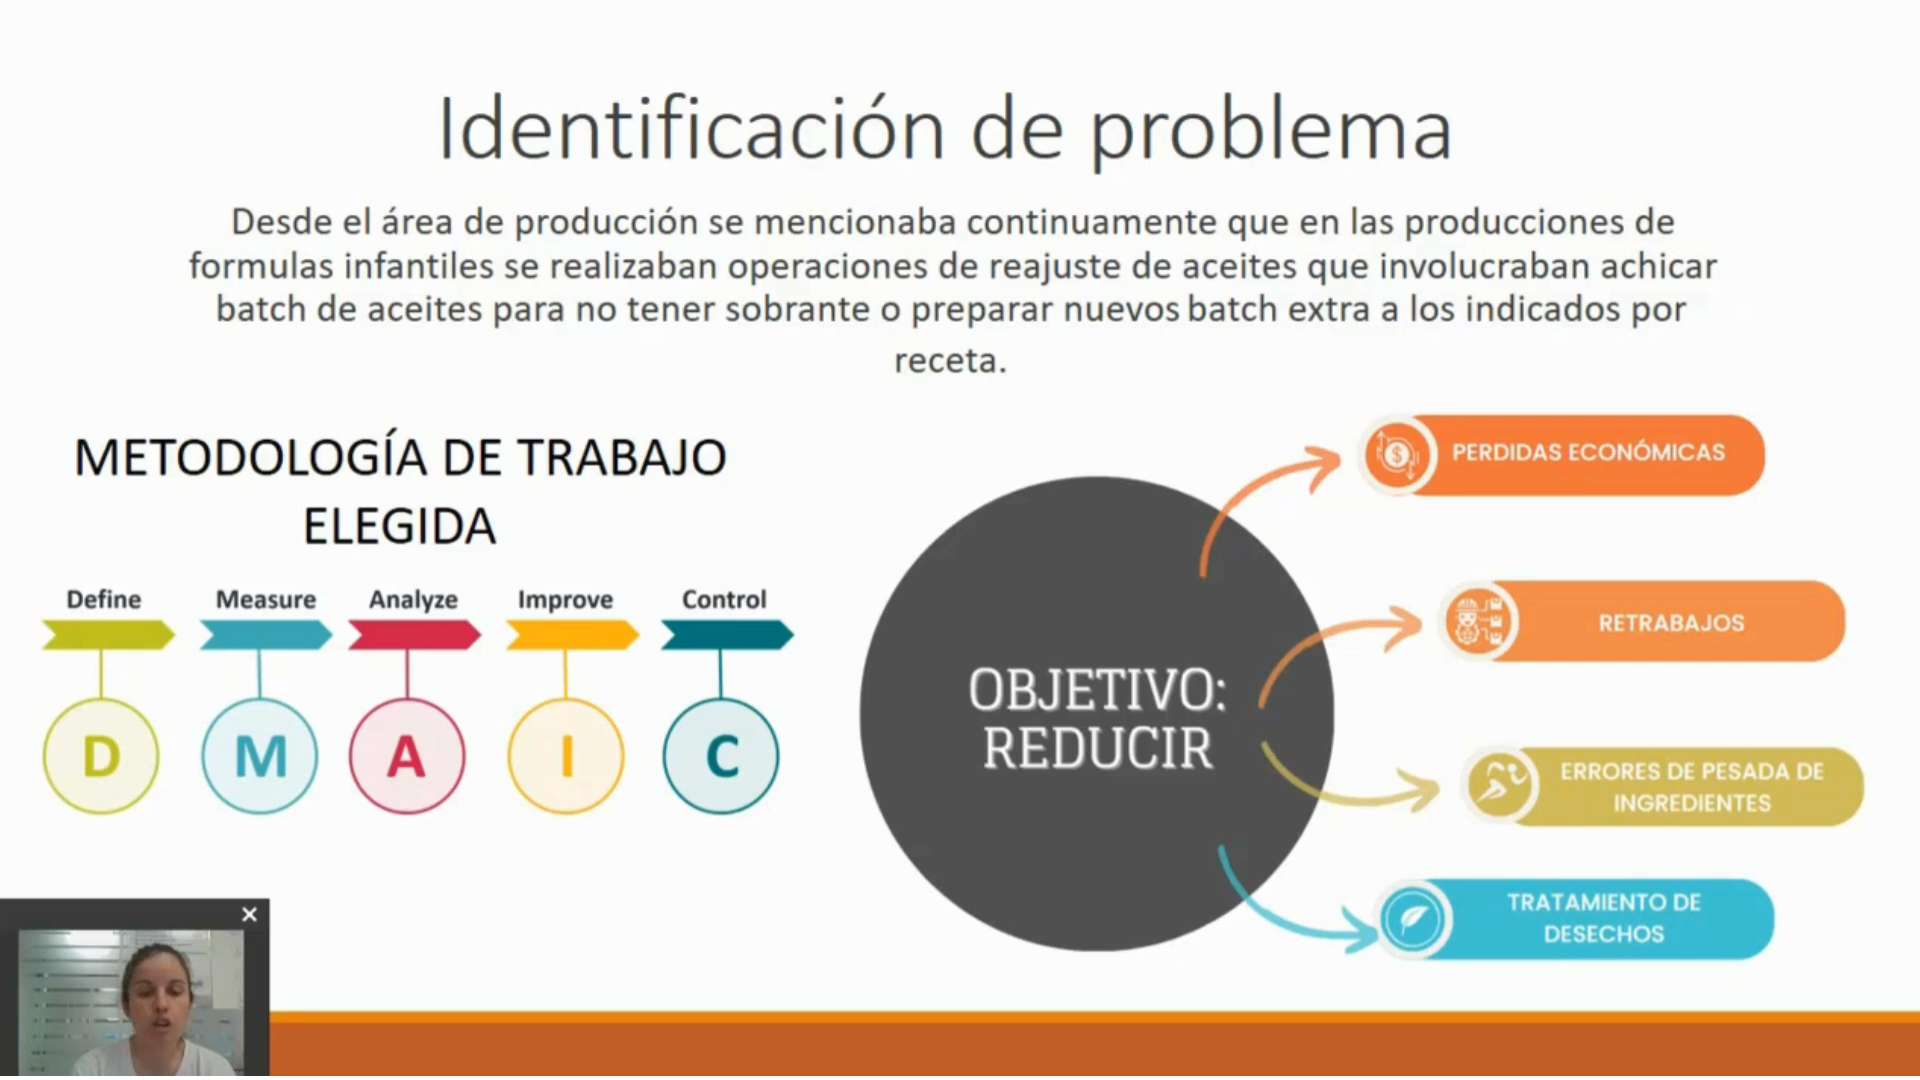 Identificación de problema
Desde el área de producción se mencionaba continuamente que en las producciones de
formulas infantiles se realizaban operaciones de reajuste de aceites que involucraban achicar
batch de aceites para no tener sobrante o preparar nuevos batch extra a los indicados por
receta.
METODOLOGÍA DE TRABAJO
ELEGIDA
Define Measure Analyze Improve Control
D M A I C
OBJETIVO:
REDUCIR
PERDIDAS ECONÓMICAS
RETRABAJOS
ERRORES DE PESADA DE
INGREDIENTES
TRATAMIENTO DE
DESECHOS